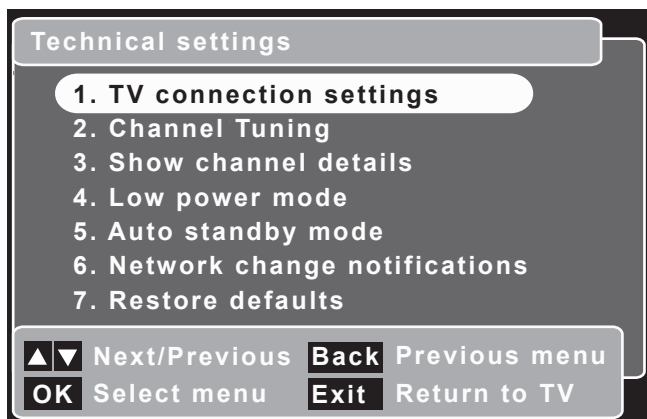 Technical settings
1. TV connection settings
2. Channel Tuning
3. Show channel details
4. Low power mode
5. Auto standby mode
6. Network change notifications
7. Restore defaults
▲▼ Next/Previous Back Previous menu
OK Select menu Exit Return to TV